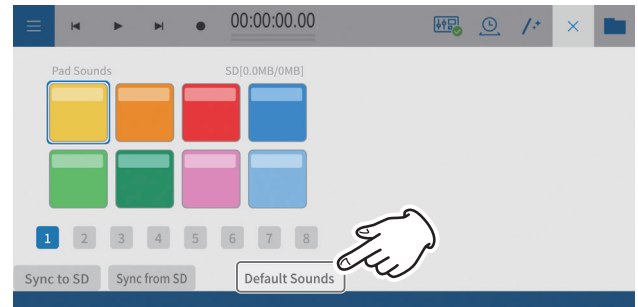 00:00:00.00
Pad Sounds SD[0.0MB/0MB]
1 2 3 4 5 6 7 8
Sync to SD Sync from SD Default Sounds